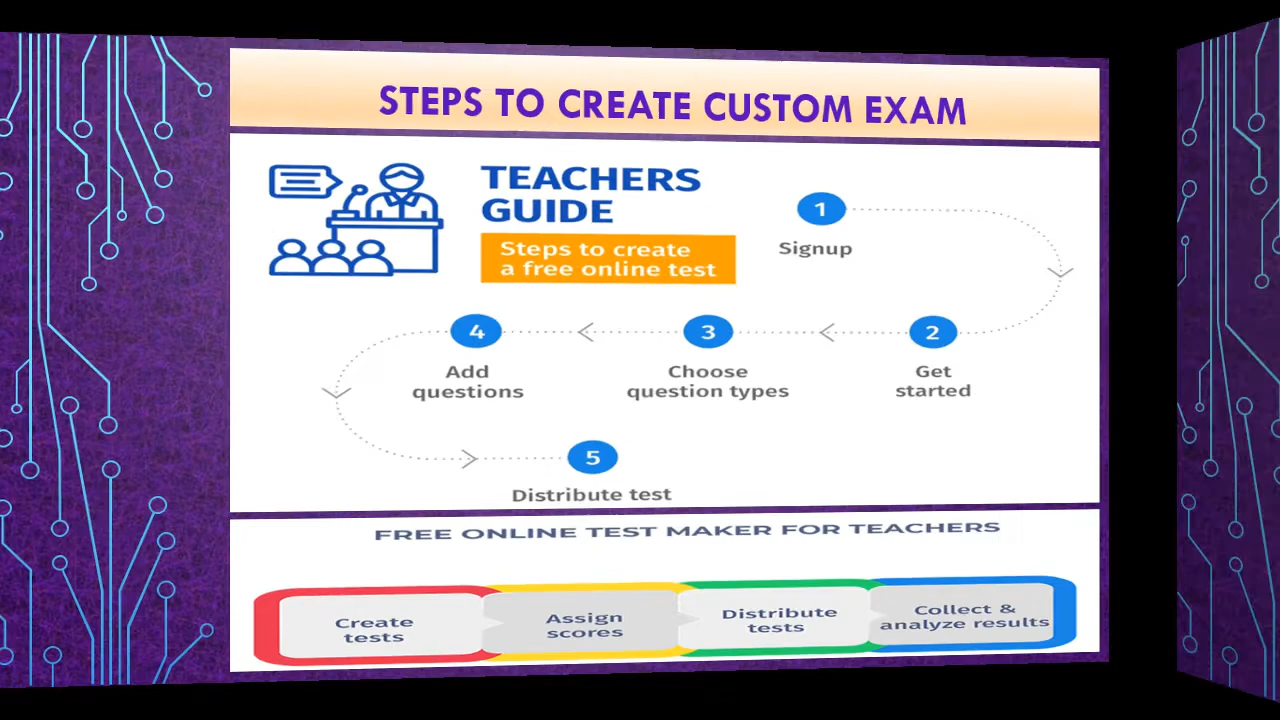 STEPS TO CREATE CUSTOM EXAM
TEACHERS
GUIDE
Steps to create
a free online test
1
Signup
2
Get
started
3
Choose
question types
4
Add
questions
5
Distribute test
FREE ONLINE TEST MAKER FOR TEACHERS
Create
tests
Assign
scores
Distribute
tests
Collect &
analyze results